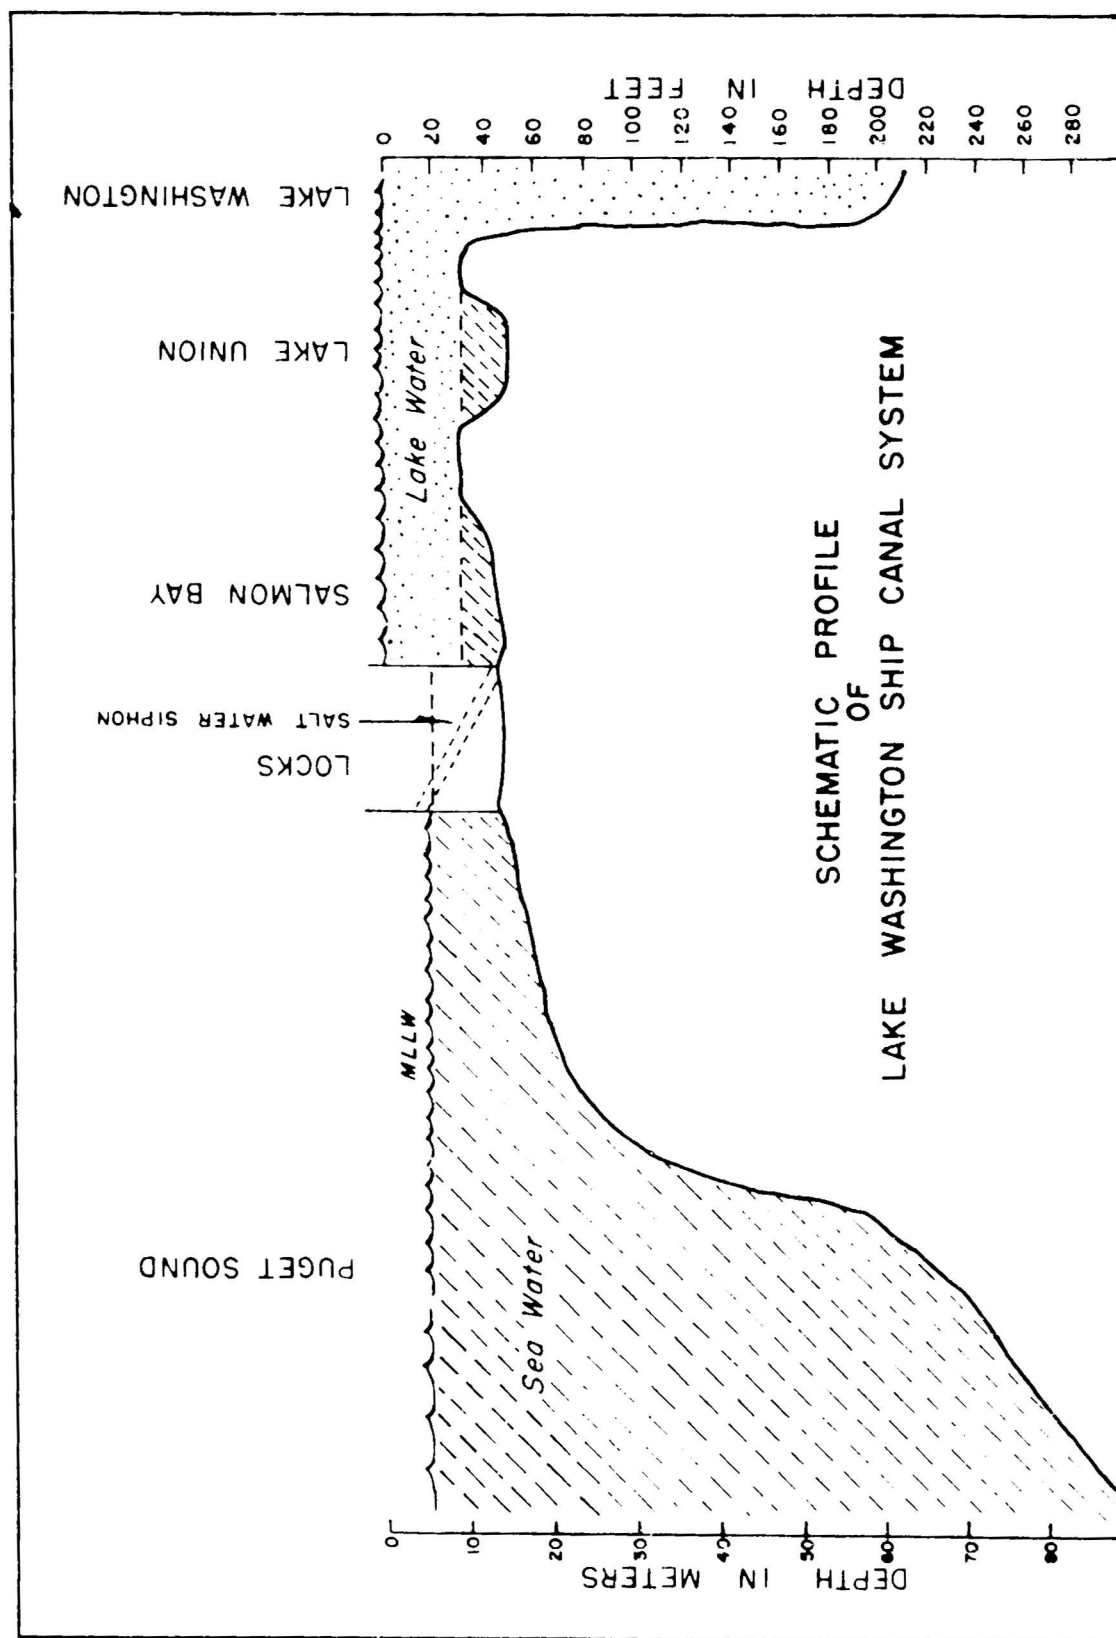 PUGET SOUND
LOCKS
SALT WATER SIPHON
SALMON BAY
LAKE UNION
LAKE WASHINGTON
MLLW
Sea Water
Lake Water
DEPTH IN METERS
0
10
20
30
40
50
60
70
80
DEPTH IN FEET
0
20
40
60
80
100
120
140
160
180
200
220
240
260
280
SCHEMATIC PROFILE
OF
LAKE WASHINGTON SHIP CANAL SYSTEM